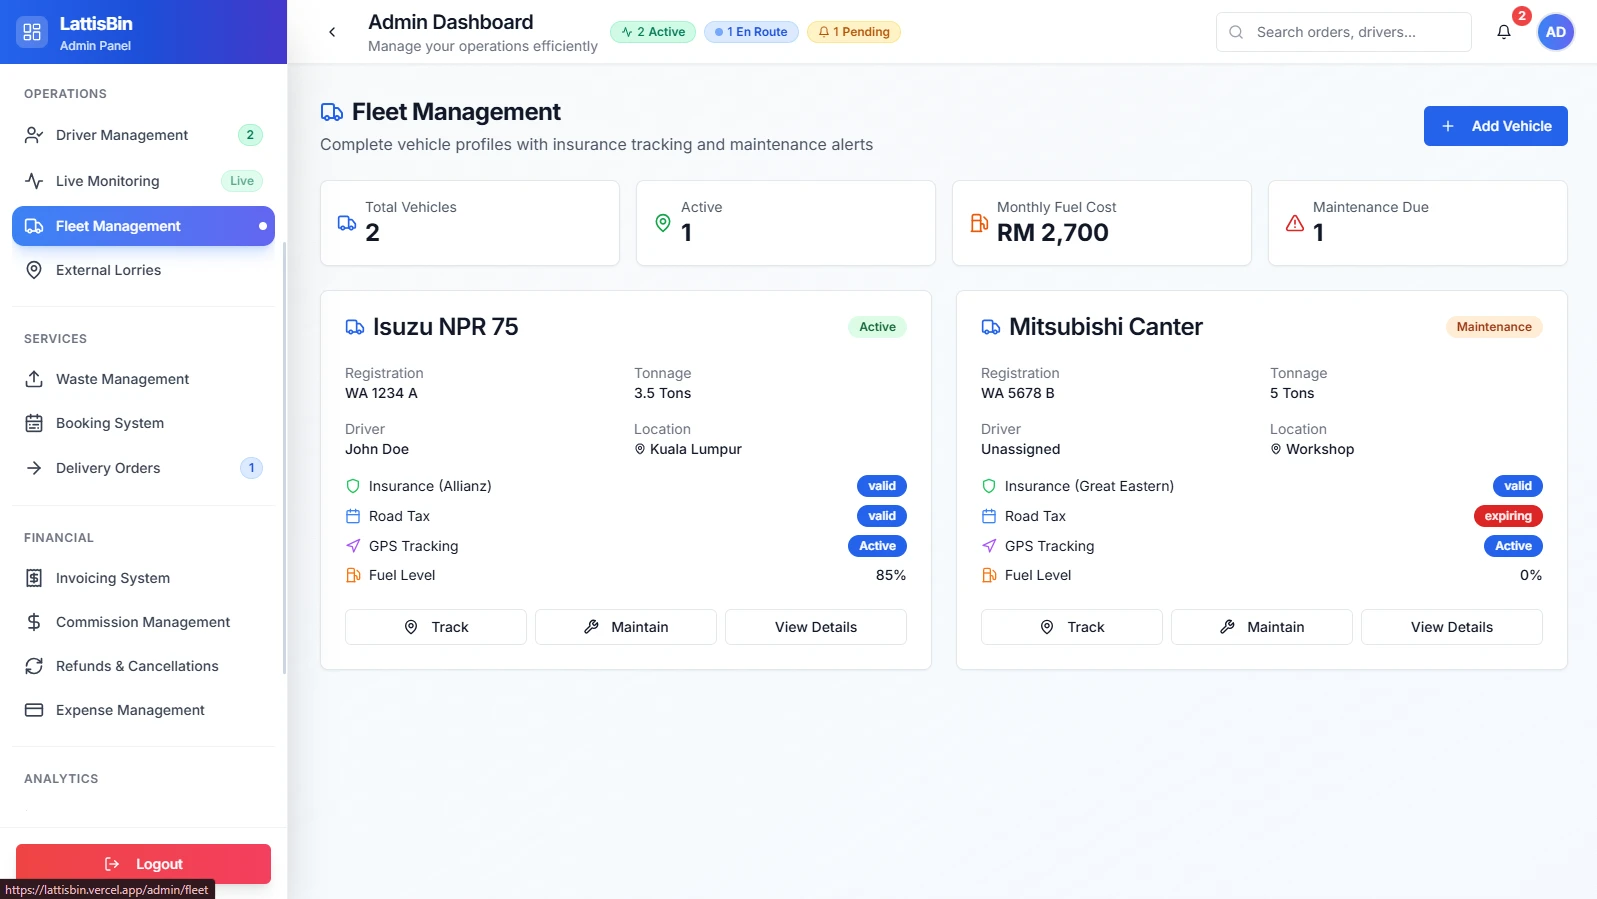 LattisBin
Admin Panel
OPERATIONS
Driver Management 2
Live Monitoring Live
Fleet Management
External Lorries
SERVICES
Waste Management
Booking System
Delivery Orders 1
FINANCIAL
Invoicing System
Commission Management
Refunds & Cancellations
Expense Management
ANALYTICS
Logout
https://lattisbin.vercel.app/admin/fleet
Admin Dashboard
Manage your operations efficiently
2 Active
1 En Route
1 Pending
Search orders, drivers...
2
AD
Fleet Management
Complete vehicle profiles with insurance tracking and maintenance alerts
Add Vehicle
Total Vehicles
2
Active
1
Monthly Fuel Cost
RM 2,700
Maintenance Due
1
Isuzu NPR 75 Active
Registration Tonnage
WA 1234 A 3.5 Tons
Driver Location
John Doe Kuala Lumpur
Insurance (Allianz) valid
Road Tax valid
GPS Tracking Active
Fuel Level 85%
Track Maintain View Details
Mitsubishi Canter Maintenance
Registration Tonnage
WA 5678 B 5 Tons
Driver Location
Unassigned Workshop
Insurance (Great Eastern) valid
Road Tax expiring
GPS Tracking Active
Fuel Level 0%
Track Maintain View Details